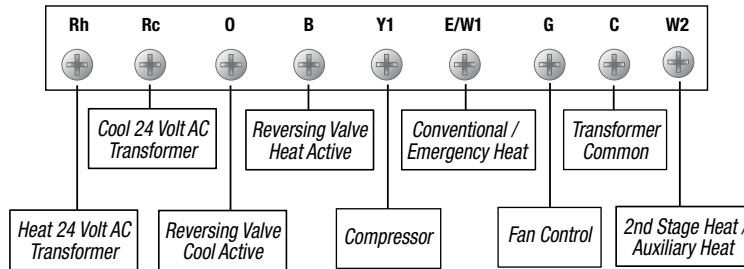 Rh Rc O B Y1 E/W1 G C W2
Cool 24 Volt AC
Transformer
Reversing Valve
Heat Active
Conventional /
Emergency Heat
Transformer
Common
Heat 24 Volt AC
Transformer
Reversing Valve
Cool Active
Compressor
Fan Control
2nd Stage Heat /
Auxiliary Heat